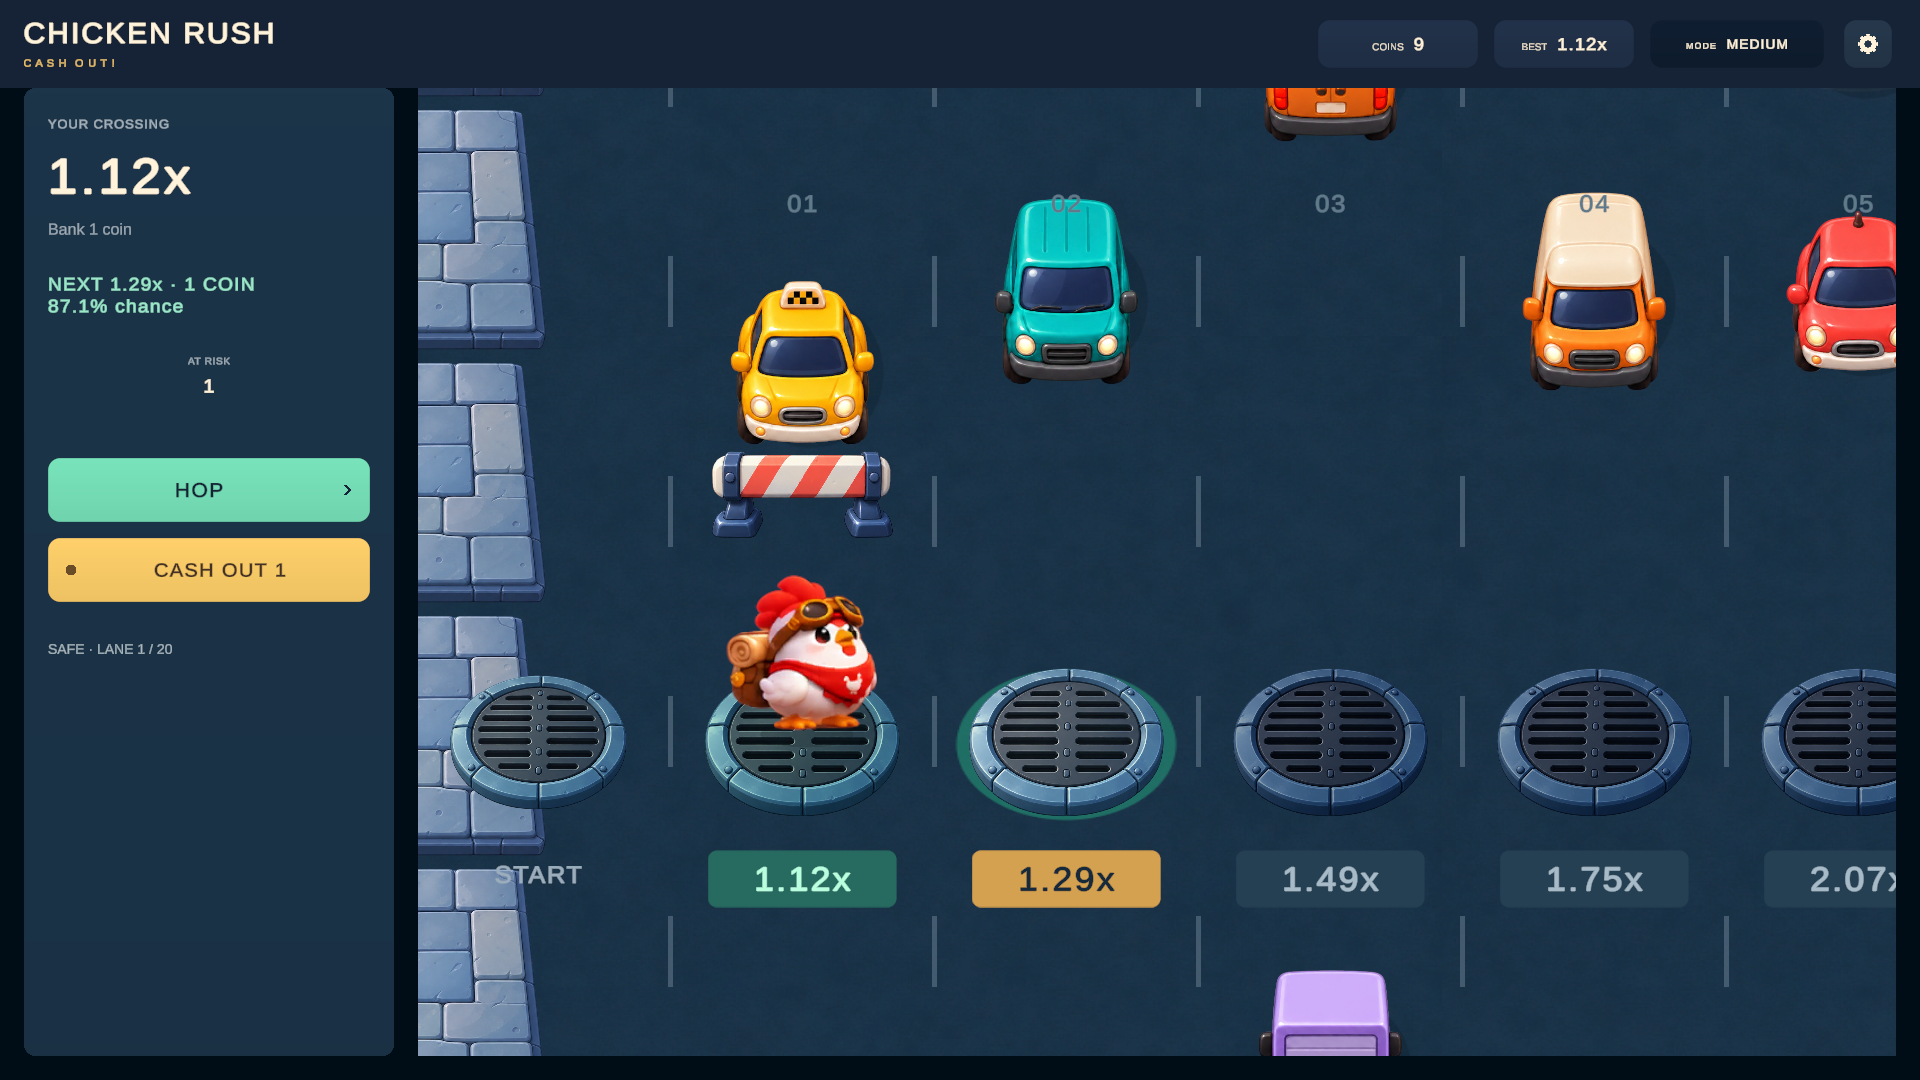 CHICKEN RUSH
CASH OUT!
COINS 9
BEST 1.12x
MODE MEDIUM
YOUR CROSSING
1.12x
Bank 1 coin
NEXT 1.29x · 1 COIN
87.1% chance
AT RISK
1
HOP
CASH OUT 1
SAFE · LANE 1 / 20
01
02
03
04
05
START
1.12x
1.29x
1.49x
1.75x
2.07x